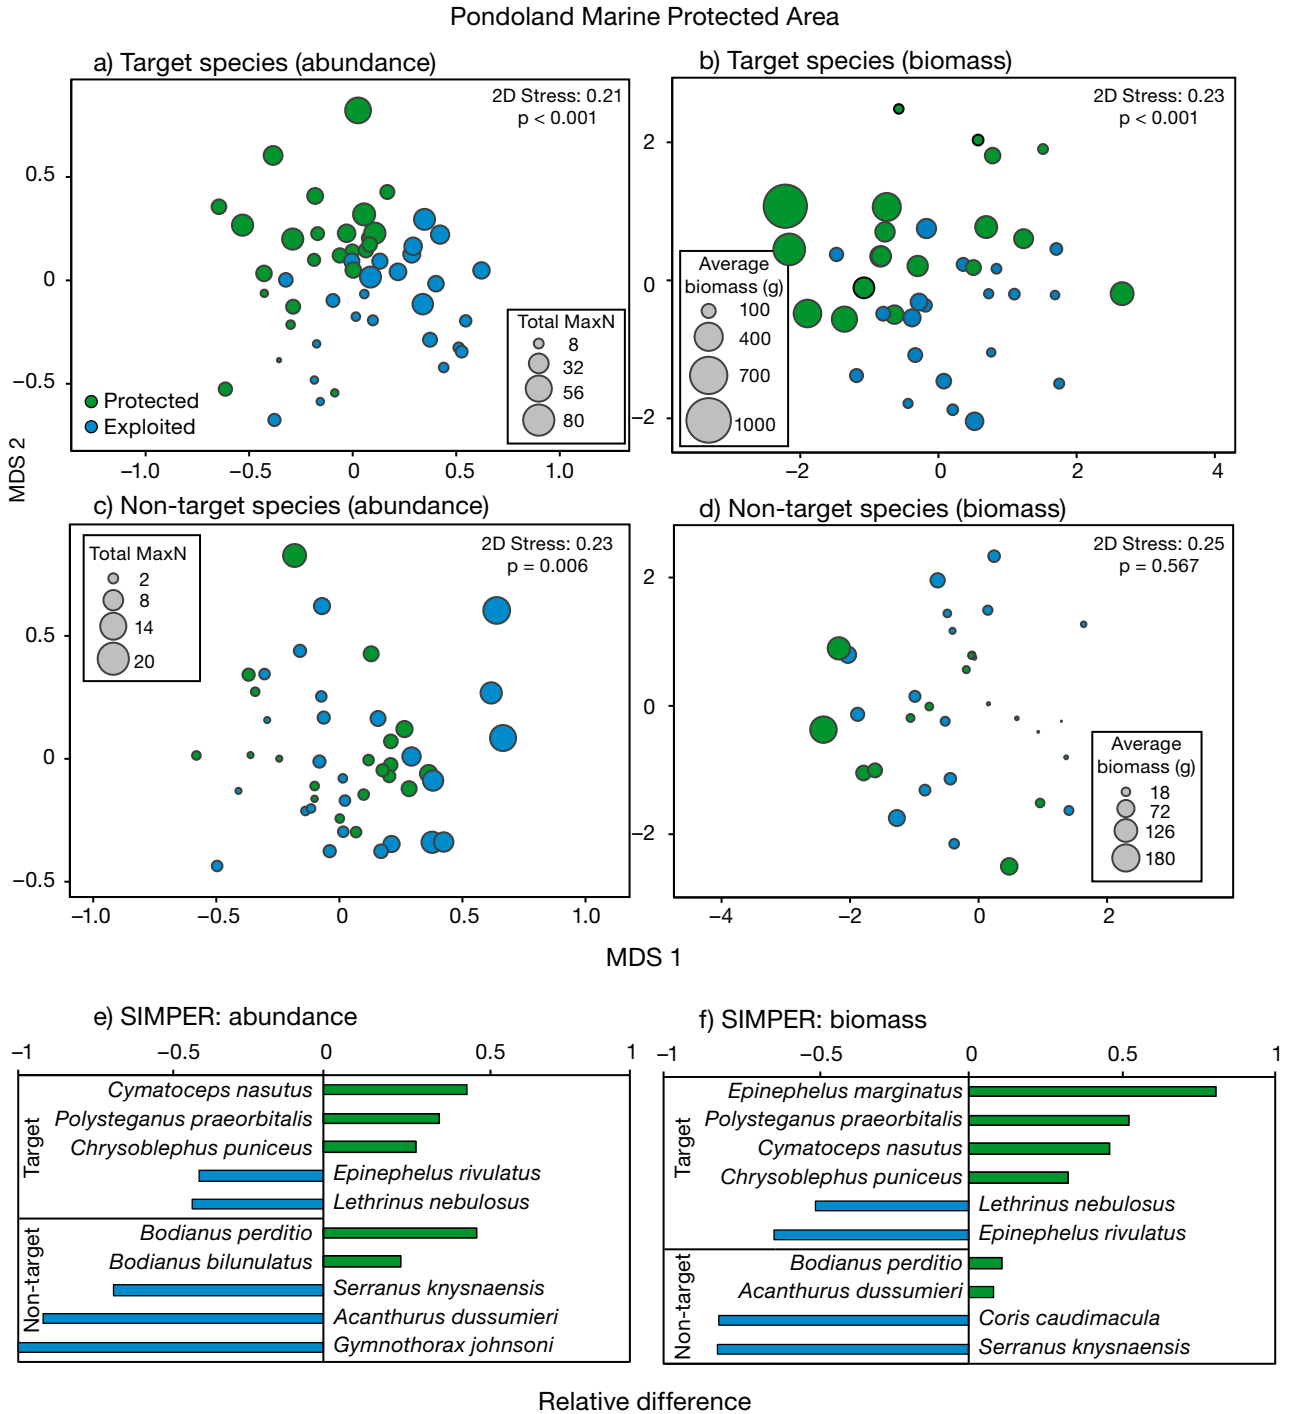 Pondoland Marine Protected Area
a) Target species (abundance)
2D Stress: 0.21
p < 0.001
0.5
0
−0.5
Total MaxN
8
32
56
80
Protected
Exploited
−1.0
−0.5
0
0.5
1.0
b) Target species (biomass)
2D Stress: 0.23
p < 0.001
2
0
−2
Average
biomass (g)
100
400
700
1000
−2
0
2
4
MDS 2
c) Non-target species (abundance)
2D Stress: 0.23
p = 0.006
Total MaxN
2
8
14
20
0.5
0
−0.5
−1.0
−0.5
0
0.5
1.0
d) Non-target species (biomass)
2D Stress: 0.25
p = 0.567
2
0
−2
Average
biomass (g)
18
72
126
180
−4
−2
0
2
MDS 1
e) SIMPER: abundance
−1
−0.5
0
0.5
1
Target
Cymatoceps nasutus
Polysteganus praeorbitalis
Chrysoblephus puniceus
Epinephelus rivulatus
Lethrinus nebulosus
Non-target
Bodianus perditio
Bodianus bilunulatus
Serranus knysnaensis
Acanthurus dussumieri
Gymnothorax johnsoni
f) SIMPER: biomass
−1
−0.5
0
0.5
1
Target
Epinephelus marginatus
Polysteganus praeorbitalis
Cymatoceps nasutus
Chrysoblephus puniceus
Lethrinus nebulosus
Epinephelus rivulatus
Non-target
Bodianus perditio
Acanthurus dussumieri
Coris caudimacula
Serranus knysnaensis
Relative difference